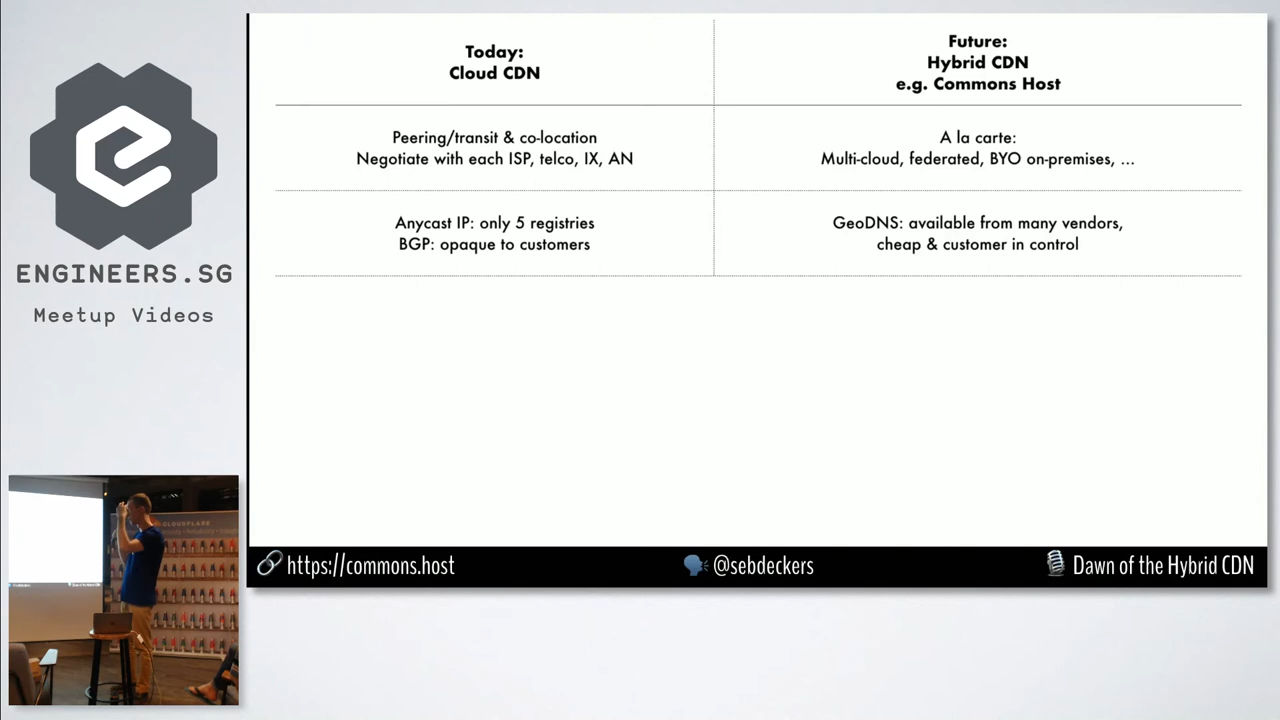 ENGINEERS.SG
Meetup Videos
Today:
Cloud CDN
Future:
Hybrid CDN
e.g. Commons Host
Peering/transit & co-location
Negotiate with each ISP, telco, IX, AN
A la carte:
Multi-cloud, federated, BYO on-premises, ...
Anycast IP: only 5 registries
BGP: opaque to customers
GeoDNS: available from many vendors,
cheap & customer in control
CLOUDFLARE
https://commons.host
@sebdeckers
Dawn of the Hybrid CDN